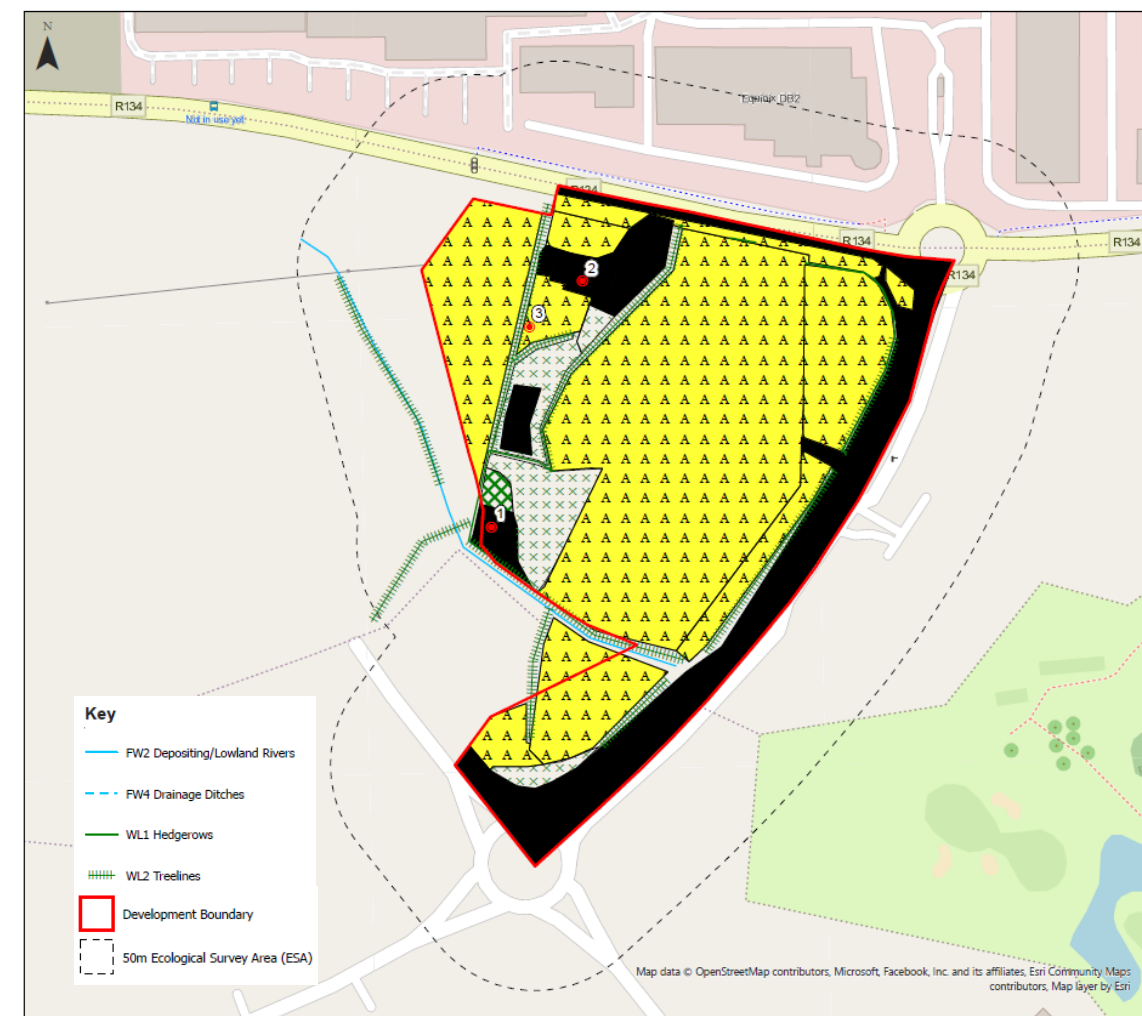 N
R134
Not in use yet
Equinix DB2
R134
R134
R134
R134
2
3
1
Key
FW2 Depositing/Lowland Rivers
FW4 Drainage Ditches
WL1 Hedgerows
WL2 Treelines
Development Boundary
50m Ecological Survey Area (ESA)
Map data © OpenStreetMap contributors, Microsoft, Facebook, Inc. and its affiliates, Esri Community Maps
contributors, Map layer by Esri